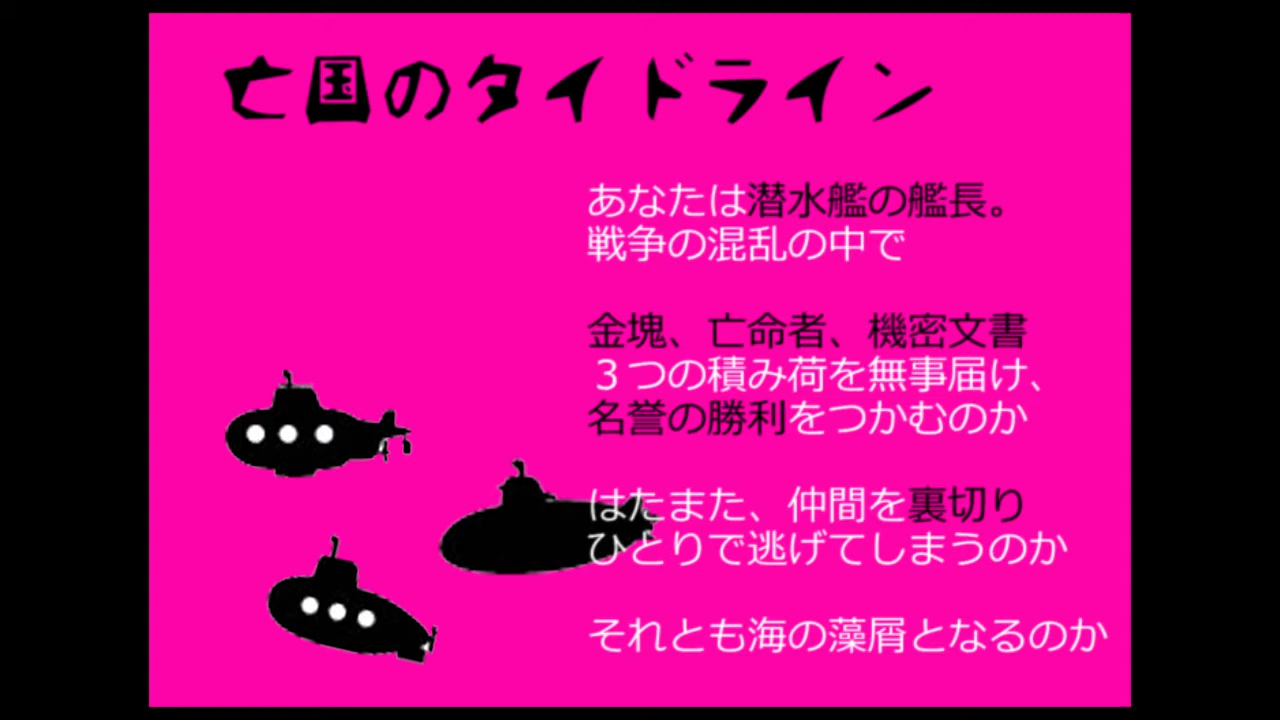 亡国のタイドライン
あなたは潜水艦の艦長。
戦争の混乱の中で
金塊、亡命者、機密文書
３つの積み荷を無事届け、
名誉の勝利をつかむのか
はたまた、仲間を裏切り
ひとりで逃げてしまうのか
それとも海の藻屑となるのか